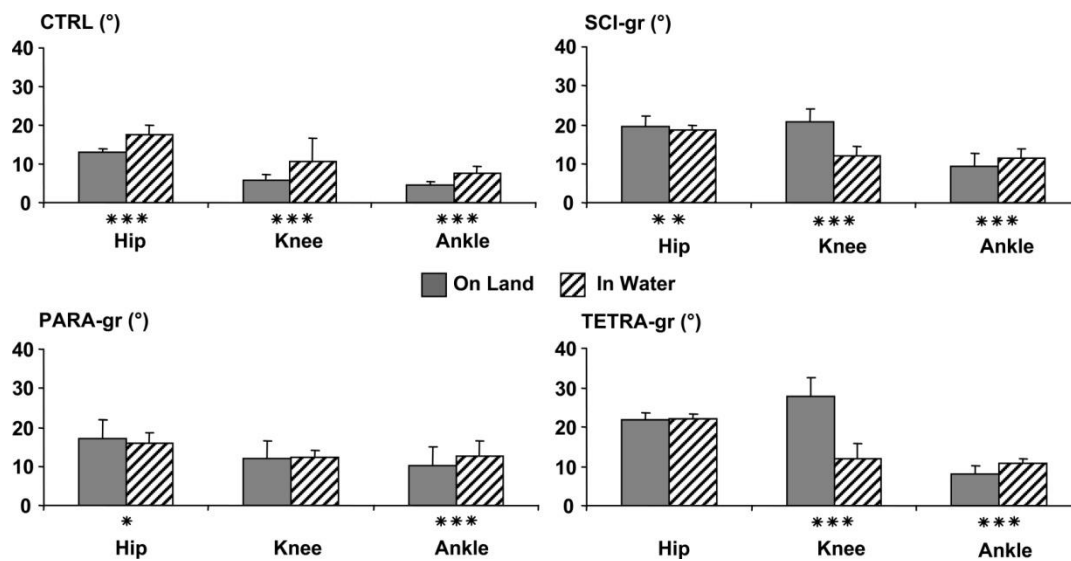 CTRL (°)
40
30
20
10
0
*** *** ***
Hip Knee Ankle
SCI-gr (°)
40
30
20
10
0
** *** ***
Hip Knee Ankle
On Land In Water
PARA-gr (°)
40
30
20
10
0
* ***
Hip Knee Ankle
TETRA-gr (°)
40
30
20
10
0
*** ***
Hip Knee Ankle